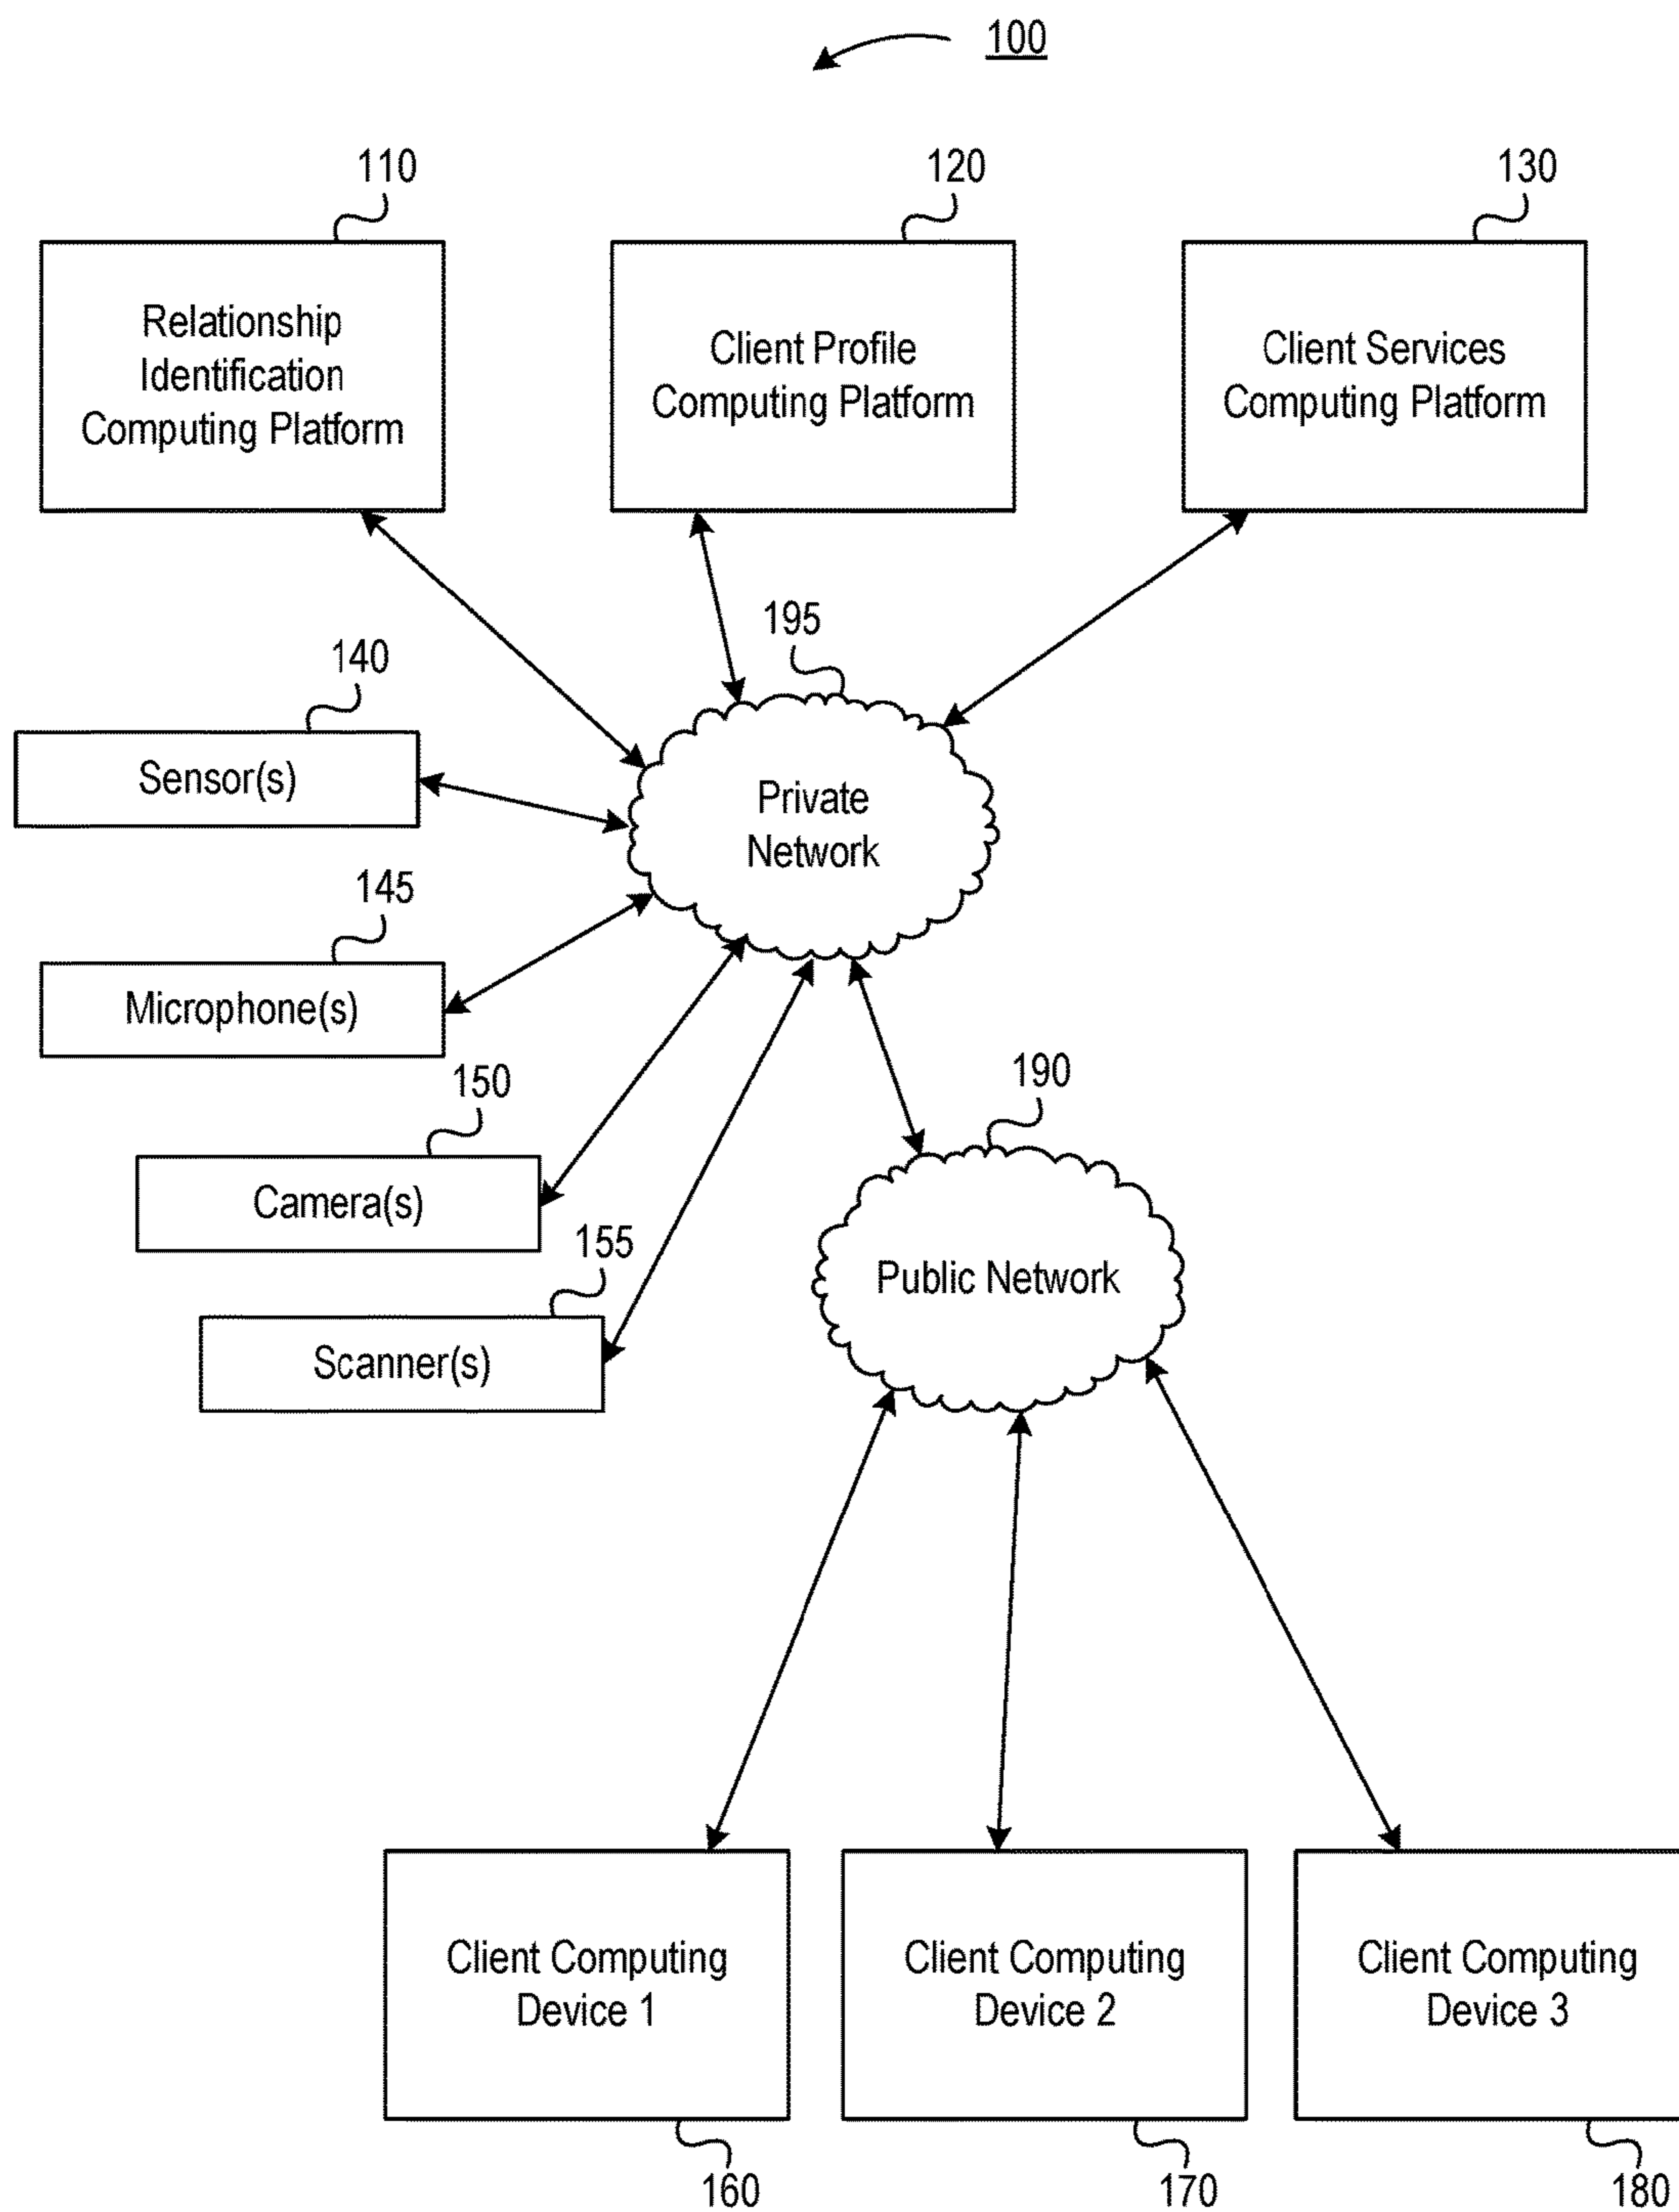 100
110
120
130
Relationship
Identification
Computing Platform
Client Profile
Computing Platform
Client Services
Computing Platform
195
140
Sensor(s)
Private
Network
145
Microphone(s)
150
190
Camera(s)
155
Public Network
Scanner(s)
Client Computing
Device 1
Client Computing
Device 2
Client Computing
Device 3
160
170
180